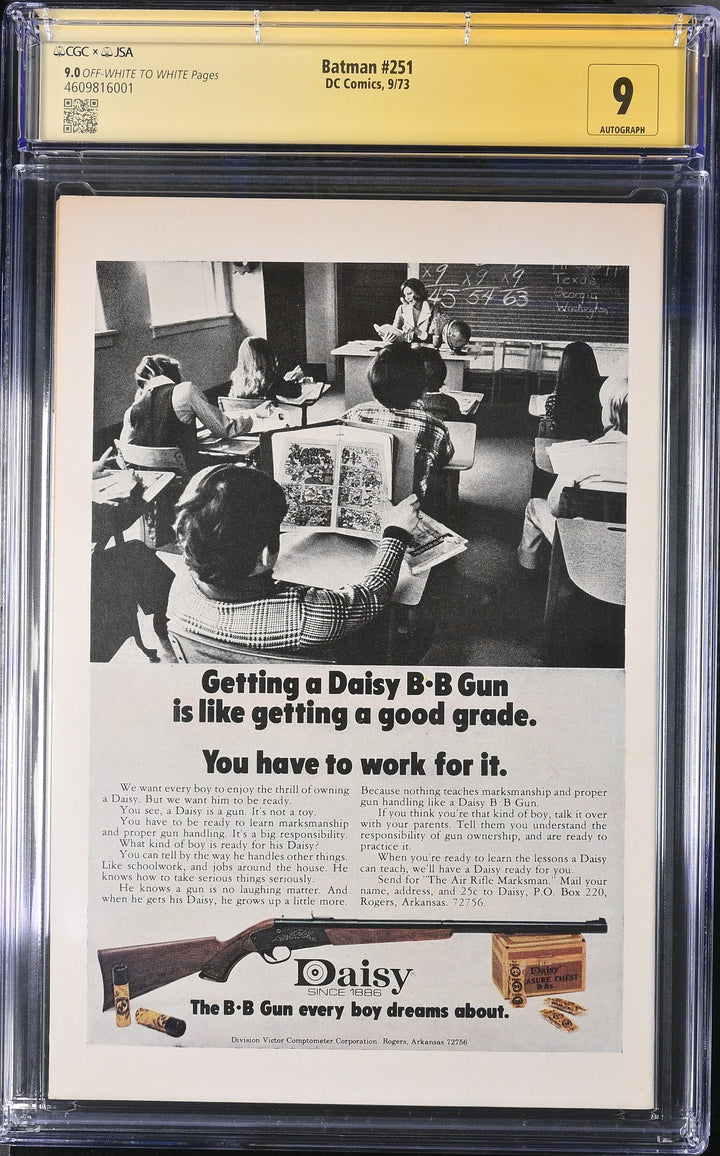 CGC x JSA
9.0 OFF-WHITE TO WHITE Pages
4609816001
Batman #251
DC Comics, 9/73
9
AUTOGRAPH
x9 x9 x9
45 54 63
Texas
Georgia
Washington
Getting a Daisy B·B Gun
is like getting a good grade.
You have to work for it.
We want every boy to enjoy the thrill of owning
a Daisy. But we want him to be ready.
You see, a Daisy is a gun. It's not a toy.
You have to be ready to learn marksmanship
and proper gun handling. It's a big responsibility.
What kind of boy is ready for his Daisy?
You can tell by the way he handles other things.
Like schoolwork, and jobs around the house. He
knows how to take serious things seriously.
He knows a gun is no laughing matter. And
when he gets his Daisy, he grows up a little more.
Because nothing teaches marksmanship and proper
gun handling like a Daisy B·B Gun.
If you think you're that kind of boy, talk it over
with your parents. Tell them you understand the
responsibility of gun ownership, and are ready to
practice it.
When you're ready to learn the lessons a Daisy
can teach, we'll have a Daisy ready for you.
Send for "The Air Rifle Marksman." Mail your
name, address, and 25c to Daisy, P.O. Box 220,
Rogers, Arkansas. 72756.
Daisy
ASURE CHEST
BBs
Daisy
SINCE 1886
The B·B Gun every boy dreams about.
Division Victor Comptometer Corporation. Rogers, Arkansas 72756